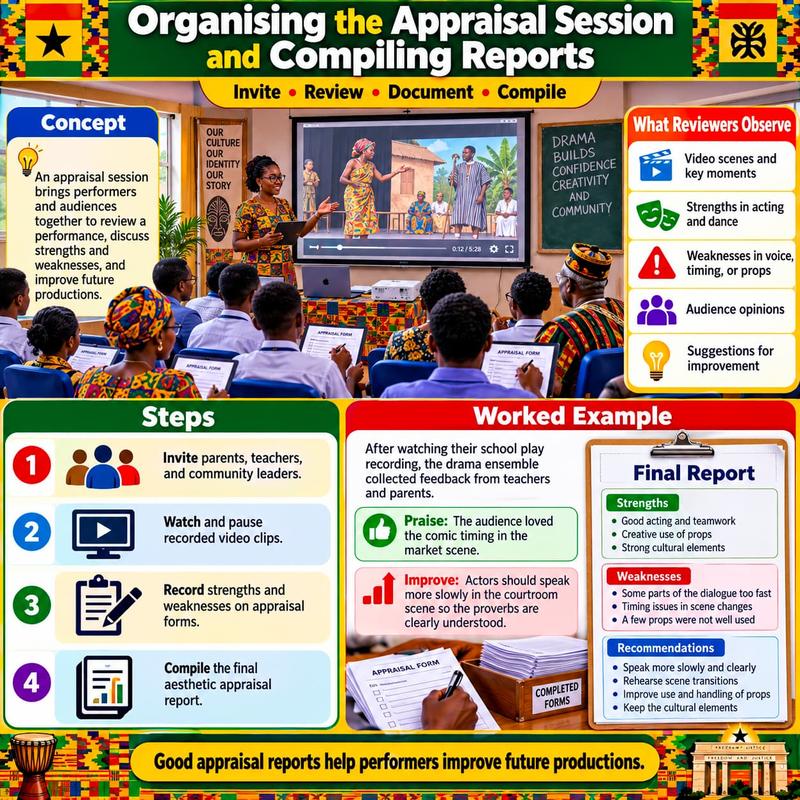 Organising the Appraisal Session
and Compiling Reports
Invite • Review • Document • Compile
Concept
An appraisal session
brings performers
and audiences
together to review a
performance, discuss
strengths and
weaknesses, and
improve future
productions.
OUR
CULTURE
OUR
IDENTITY
OUR
STORY
0:12 / 5:28
DRAMA
BUILDS
CONFIDENCE
CREATIVITY
AND
COMMUNITY
APPRAISAL FORM
APPRAISAL FORM
APPRAISAL FORM
APPRAISAL FORM
What Reviewers Observe
Video scenes and
key moments
Strengths in acting
and dance
Weaknesses in voice,
timing, or props
Audience opinions
Suggestions for
improvement
Steps
1
Invite parents, teachers,
and community leaders.
2
Watch and pause
recorded video clips.
3
Record strengths and
weaknesses on appraisal
forms.
4
Compile the final
aesthetic appraisal
report.
Worked Example
After watching their school play
recording, the drama ensemble
collected feedback from teachers
and parents.
Praise: The audience loved
the comic timing in the
market scene.
Improve: Actors should speak
more slowly in the courtroom
scene so the proverbs are
clearly understood.
APPRAISAL FORM
COMPLETED
FORMS
Final Report
Strengths
• Good acting and teamwork
• Creative use of props
• Strong cultural elements
Weaknesses
• Some parts of the dialogue too fast
• Timing issues in scene changes
• A few props were not well used
Recommendations
• Speak more slowly and clearly
• Rehearse scene transitions
• Improve use and handling of props
• Keep the cultural elements
Good appraisal reports help performers improve future productions.
FREEDOM AND JUSTICE